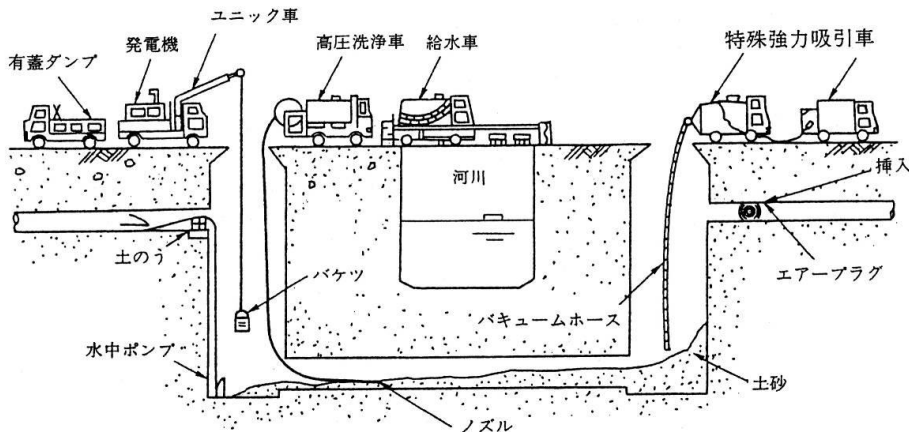 ユニック車
発電機
有蓋ダンプ
高圧洗浄車
給水車
特殊強力吸引車
河川
挿入
土のう
エアープラグ
バケツ
バキュームホース
水中ポンプ
土砂
ノズル